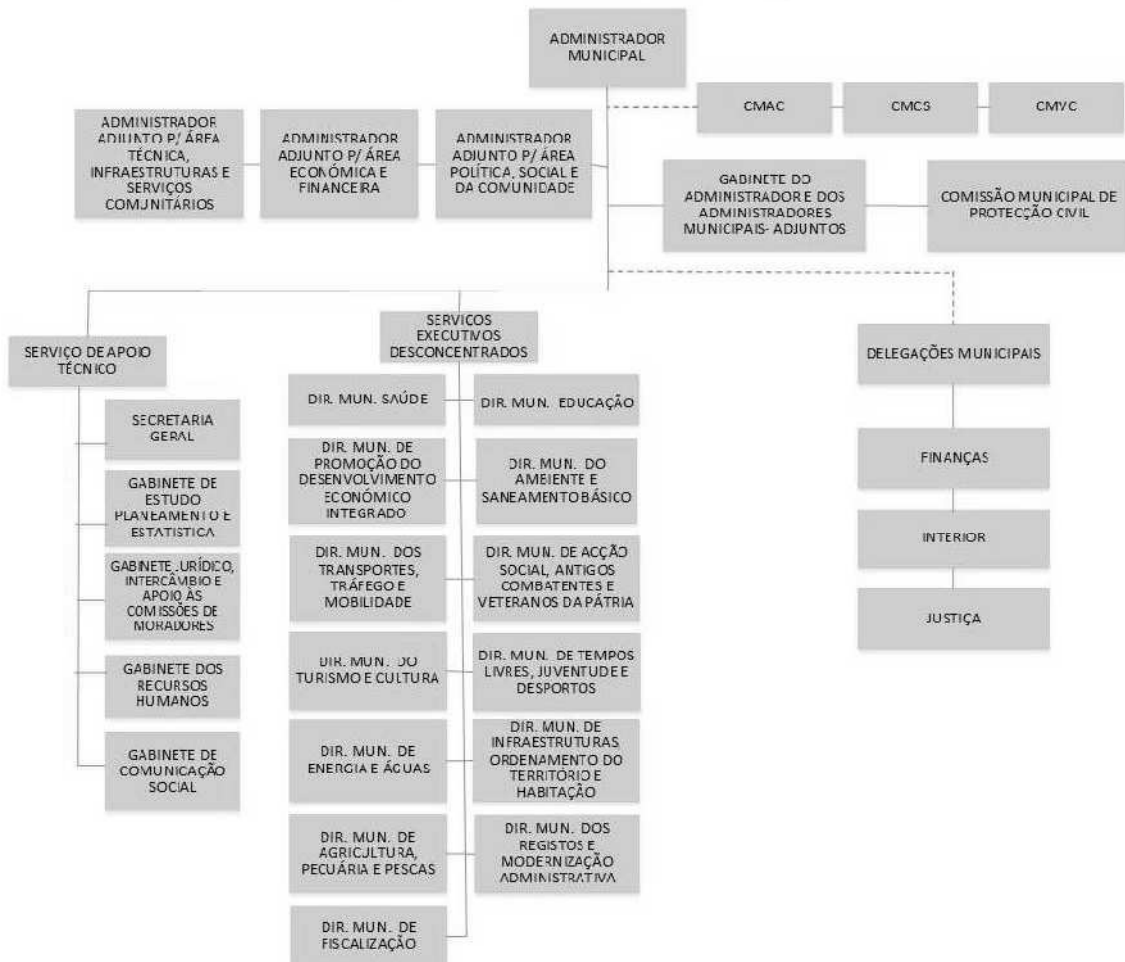 ADMINISTRADOR
MUNICIPAL
CMAC
CMCS
CMVC
ADMINISTRADOR
ADJUNTO P/ ÁREA
TÉCNICA,
INFRAESTRUTURAS E
SERVIÇOS
COMUNITÁRIOS
ADMINISTRADOR
ADJUNTO P/ ÁREA
ECONÓMICA E
FINANCEIRA
ADMINISTRADOR
ADJUNTO P/ ÁREA
POLÍTICA, SOCIAL E
DA COMUNIDADE
GABINETE DO
ADMINISTRADOR E DOS
ADMINISTRADORES
MUNICIPAIS- ADJUNTOS
COMISSÃO MUNICIPAL DE
PROTECÇÃO CIVIL
SERVIÇO DE APOIO
TÉCNICO
SECRETARIA
GERAL
GABINETE DE
ESTUDO
PLANEAMENTO E
ESTATISTICA
GABINETE JURÍDICO,
INTERCÂMBIO E
APOIO ÀS
COMISSÕES DE
MORADORES
GABINETE DOS
RECURSOS
HUMANOS
GABINETE DE
COMUNICAÇÃO
SOCIAL
SERVICOS
EXECUTIVOS
DESCONCENTRADOS
DIR. MUN. SAÚDE
DIR. MUN. EDUCAÇÃO
DIR. MUN. DE
PROMOÇÃO DO
DESENVOLVIMENTO
ECONÓMICO
INTEGRADO
DIR. MUN. DO
AMBIENTE E
SANEAMENTO BÁSICO
DIR. MUN. DOS
TRANSPORTES,
TRÁFEGO E
MOBILIDADE
DIR. MUN. DE ACÇÃO
SOCIAL, ANTIGOS
COMBATENTES E
VETERANOS DA PÁTRIA
DIR. MUN. DO
TURISMO E CULTURA
DIR. MUN. DE TEMPOS
LIVRES, JUVENTUDE E
DESPORTOS
DIR. MUN. DE
ENERGIA E ÁGUAS
DIR. MUN. DE
INFRAESTRUTURAS,
ORDENAMENTO DO
TERRITÓRIO E
HABITAÇÃO
DIR. MUN. DE
AGRICULTURA,
PECUÁRIA E PESCAS
DIR. MUN. DOS
REGISTOS E
MODERNIZAÇÃO
ADMINISTRATIVA
DIR. MUN. DE
FISCALIZAÇÃO
DELEGAÇÕES MUNICIPAIS
FINANÇAS
INTERIOR
JUSTIÇA